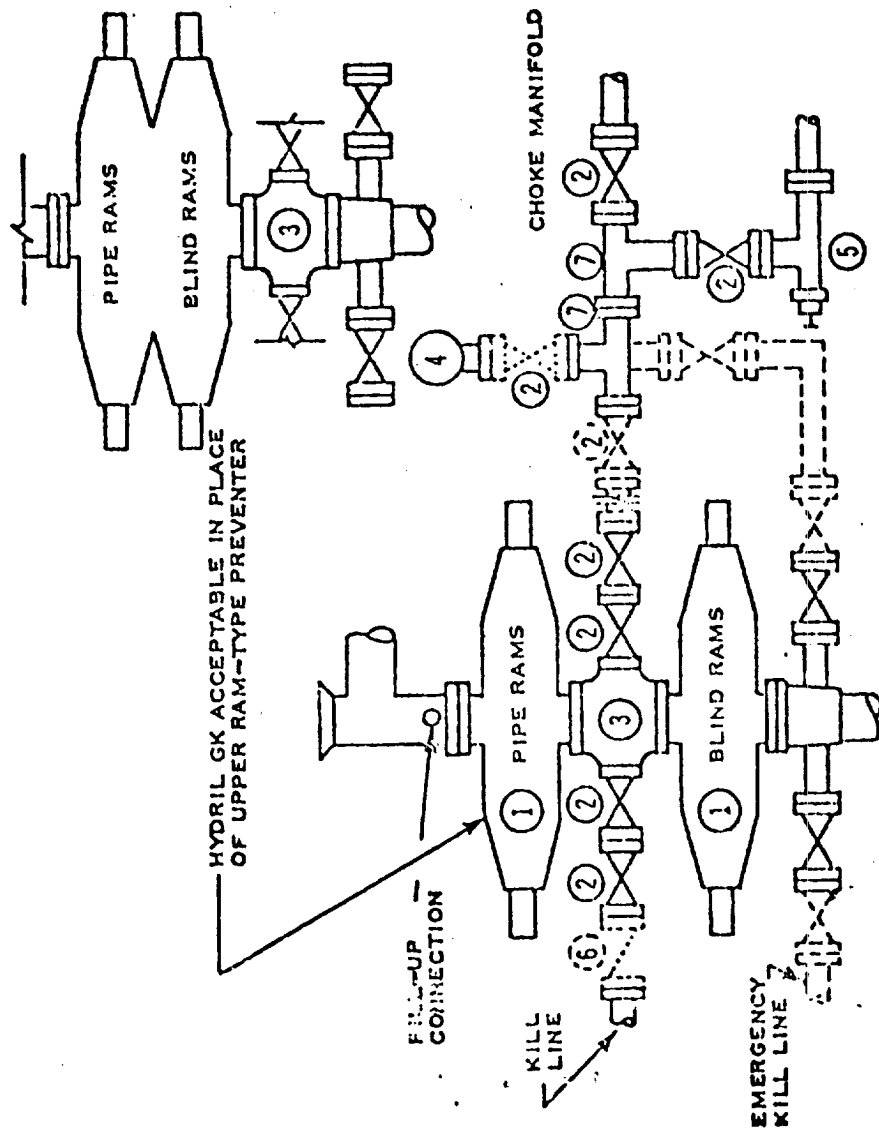 HYDRIL GK ACCEPTABLE IN PLACE
OF UPPER RAM-TYPE PREVENTER
PIPE RAMS
BLIND RAMS
3
FILL-UP
CONNECTION
KILL
LINE
EMERGENCY
KILL LINE
1
PIPE RAMS
6
2
2
3
2
2
2
1
BLIND RAMS
4
2
7
7
2
2
5
CHOKE MANIFOLD